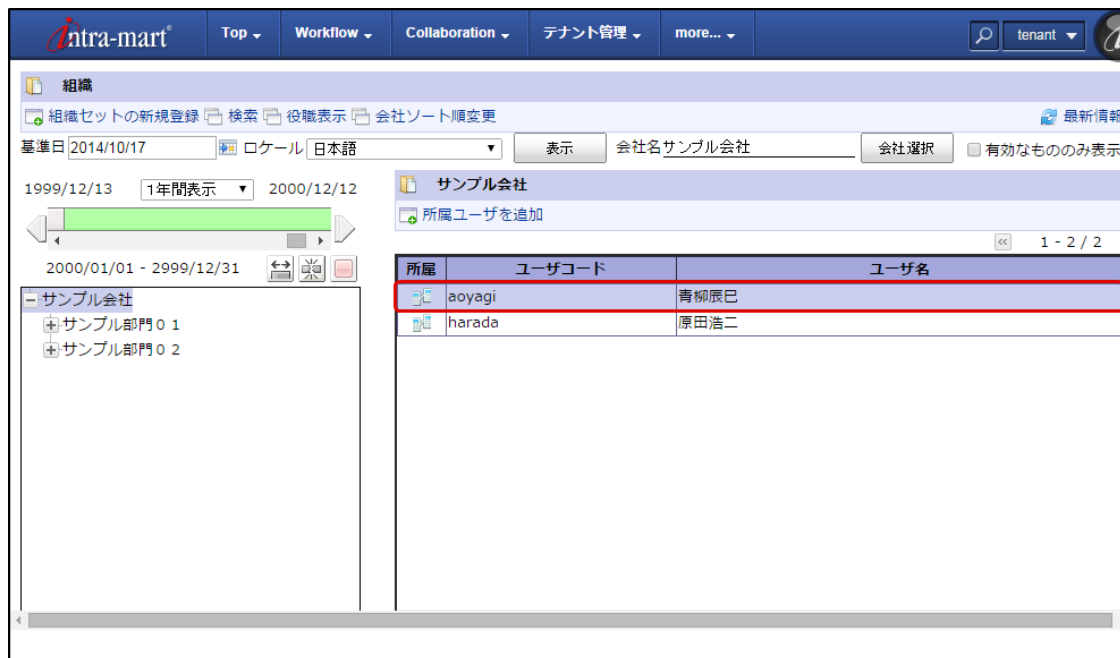 intra-mart® Top Workflow Collaboration テナント管理 more... tenant
組織
組織セットの新規登録 検索 役職表示 会社ソート順変更 最新情報
基準日 2014/10/17 ロケール 日本語 表示 会社名 サンプル会社 会社選択 有効なもののみ表示
1999/12/13 1年間表示 2000/12/12
2000/01/01 - 2999/12/31
サンプル会社
サンプル部門０１
サンプル部門０２
サンプル会社
所属ユーザを追加
<< 1 - 2 / 2
所属 ユーザコード ユーザ名
aoyagi 青柳辰巳
harada 原田浩二